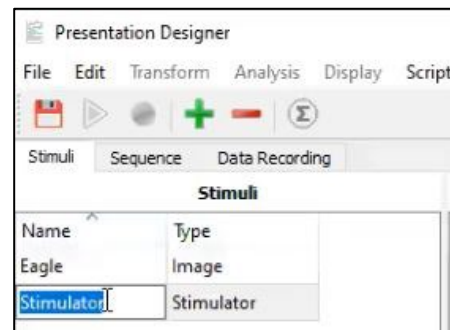 Presentation Designer
File Edit Transform Analysis Display Script
Σ
Stimuli Sequence Data Recording
Stimuli
Name Type
Eagle Image
Stimulator Stimulator